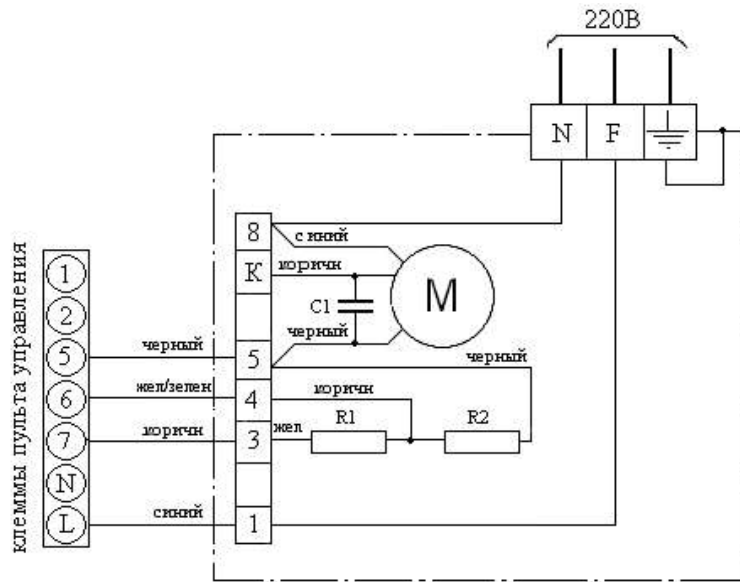 220В
N F
8
синий
К
коричн
М
С1
черный
клеммы пульта управления
1
2
5
6
7
N
L
черный
5
черный
жел/зелен
4
коричн
коричн
3
жел
R1
R2
синий
1